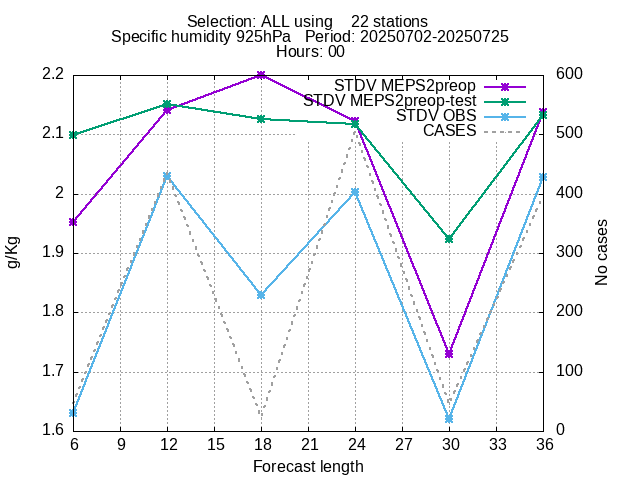 Selection: ALL using    22 stations
Specific humidity 925hPa   Period: 20250702-20250725
Hours: 00
STDV MEPS2preop
STDV MEPS2preop-test
STDV OBS
CASES
2.2
2.1
2
1.9
1.8
1.7
1.6
g/Kg
600
500
400
300
200
100
0
No cases
6 9 12 15 18 21 24 27 30 33 36
Forecast length